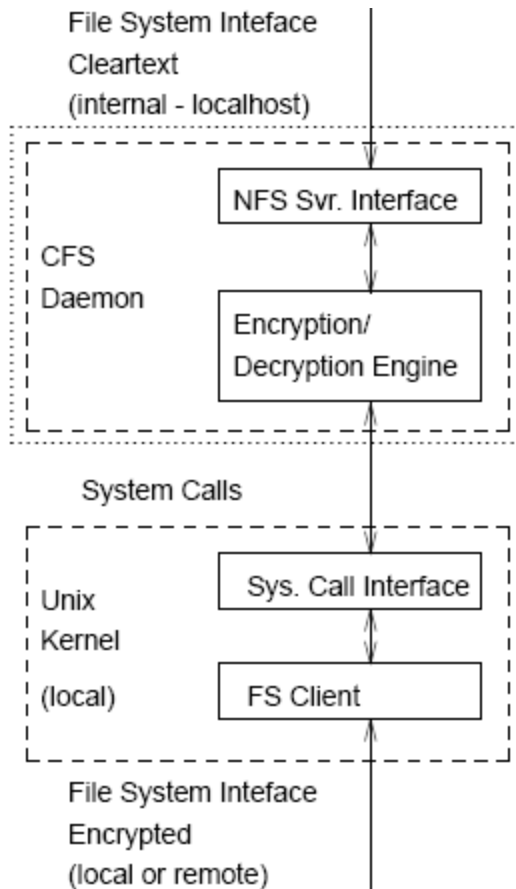 File System Inteface
Cleartext
(internal - localhost)
NFS Svr. Interface
CFS
Daemon
Encryption/
Decryption Engine
System Calls
Sys. Call Interface
Unix
Kernel
(local)
FS Client
File System Inteface
Encrypted
(local or remote)